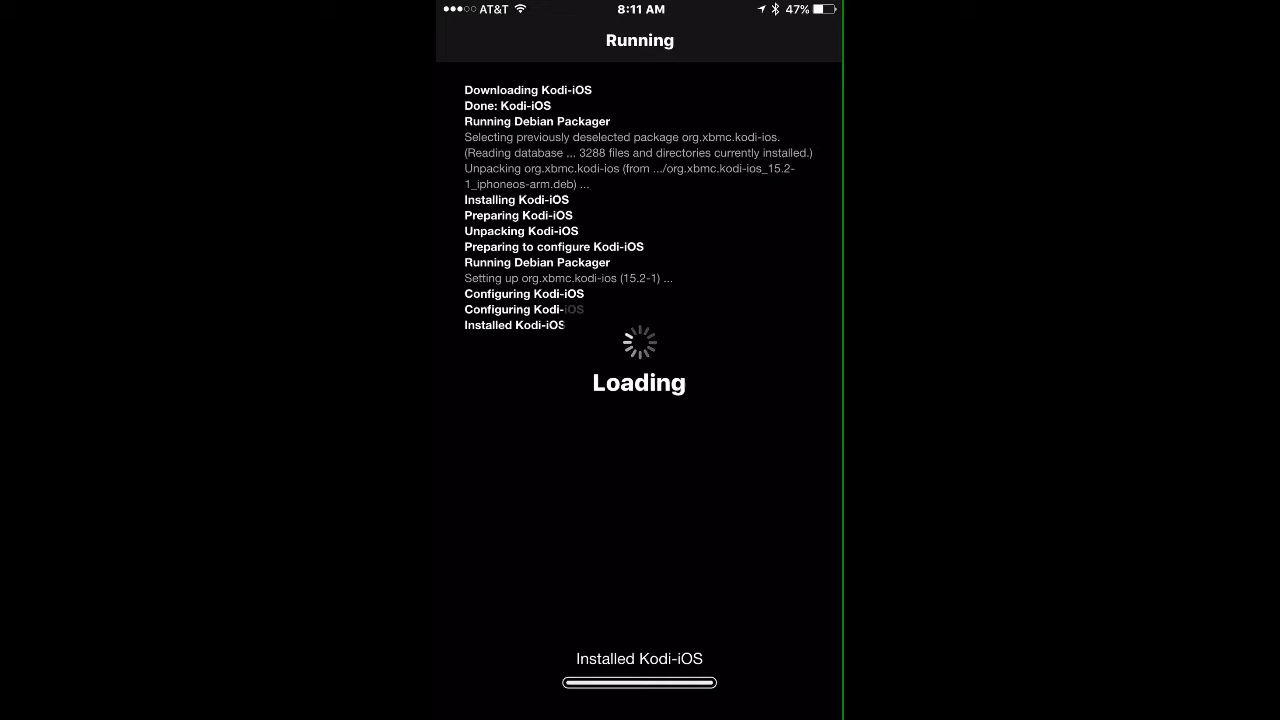 AT&T 8:11 AM 47%
Running
Downloading Kodi-iOS
Done: Kodi-iOS
Running Debian Packager
Selecting previously deselected package org.xbmc.kodi-ios.
(Reading database ... 3288 files and directories currently installed.)
Unpacking org.xbmc.kodi-ios (from .../org.xbmc.kodi-ios_15.2-
1_iphoneos-arm.deb) ...
Installing Kodi-iOS
Preparing Kodi-iOS
Unpacking Kodi-iOS
Preparing to configure Kodi-iOS
Running Debian Packager
Setting up org.xbmc.kodi-ios (15.2-1) ...
Configuring Kodi-iOS
Configuring Kodi-iOS
Installed Kodi-iOS
Loading
Installed Kodi-iOS